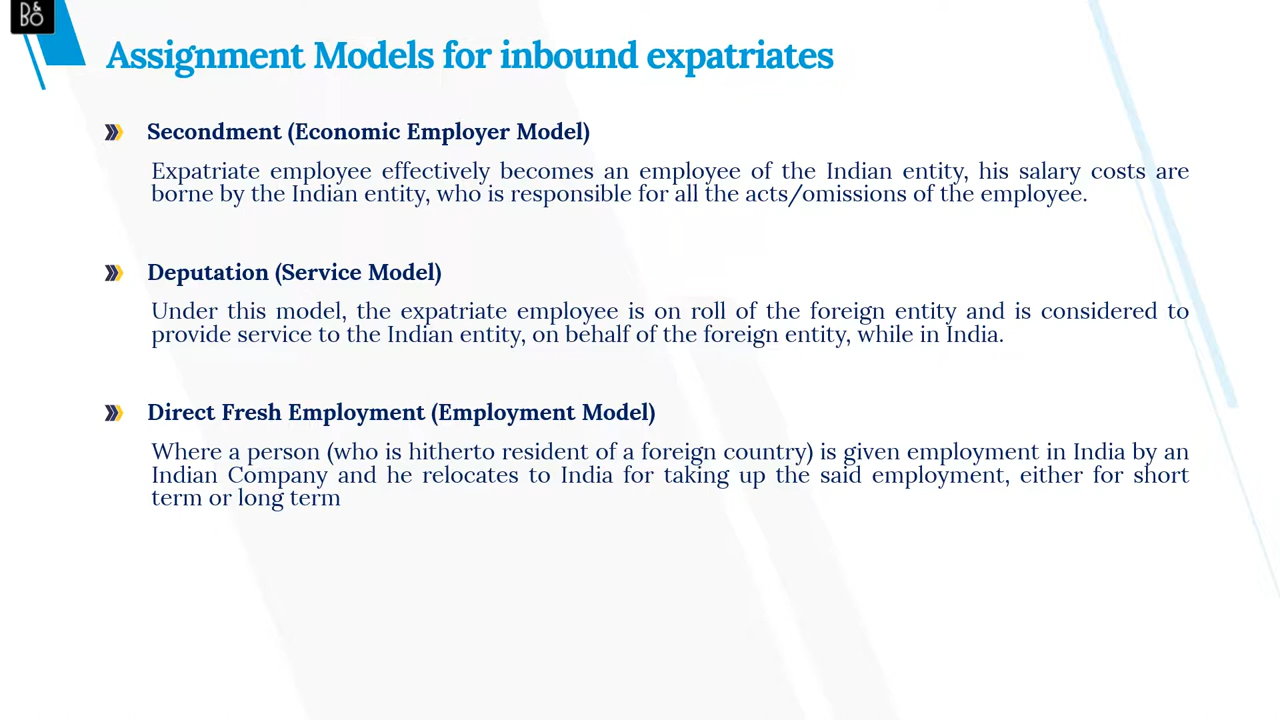 B&O
Assignment Models for inbound expatriates
Secondment (Economic Employer Model)
Expatriate employee effectively becomes an employee of the Indian entity, his salary costs are
borne by the Indian entity, who is responsible for all the acts/omissions of the employee.
Deputation (Service Model)
Under this model, the expatriate employee is on roll of the foreign entity and is considered to
provide service to the Indian entity, on behalf of the foreign entity, while in India.
Direct Fresh Employment (Employment Model)
Where a person (who is hitherto resident of a foreign country) is given employment in India by an
Indian Company and he relocates to India for taking up the said employment, either for short
term or long term